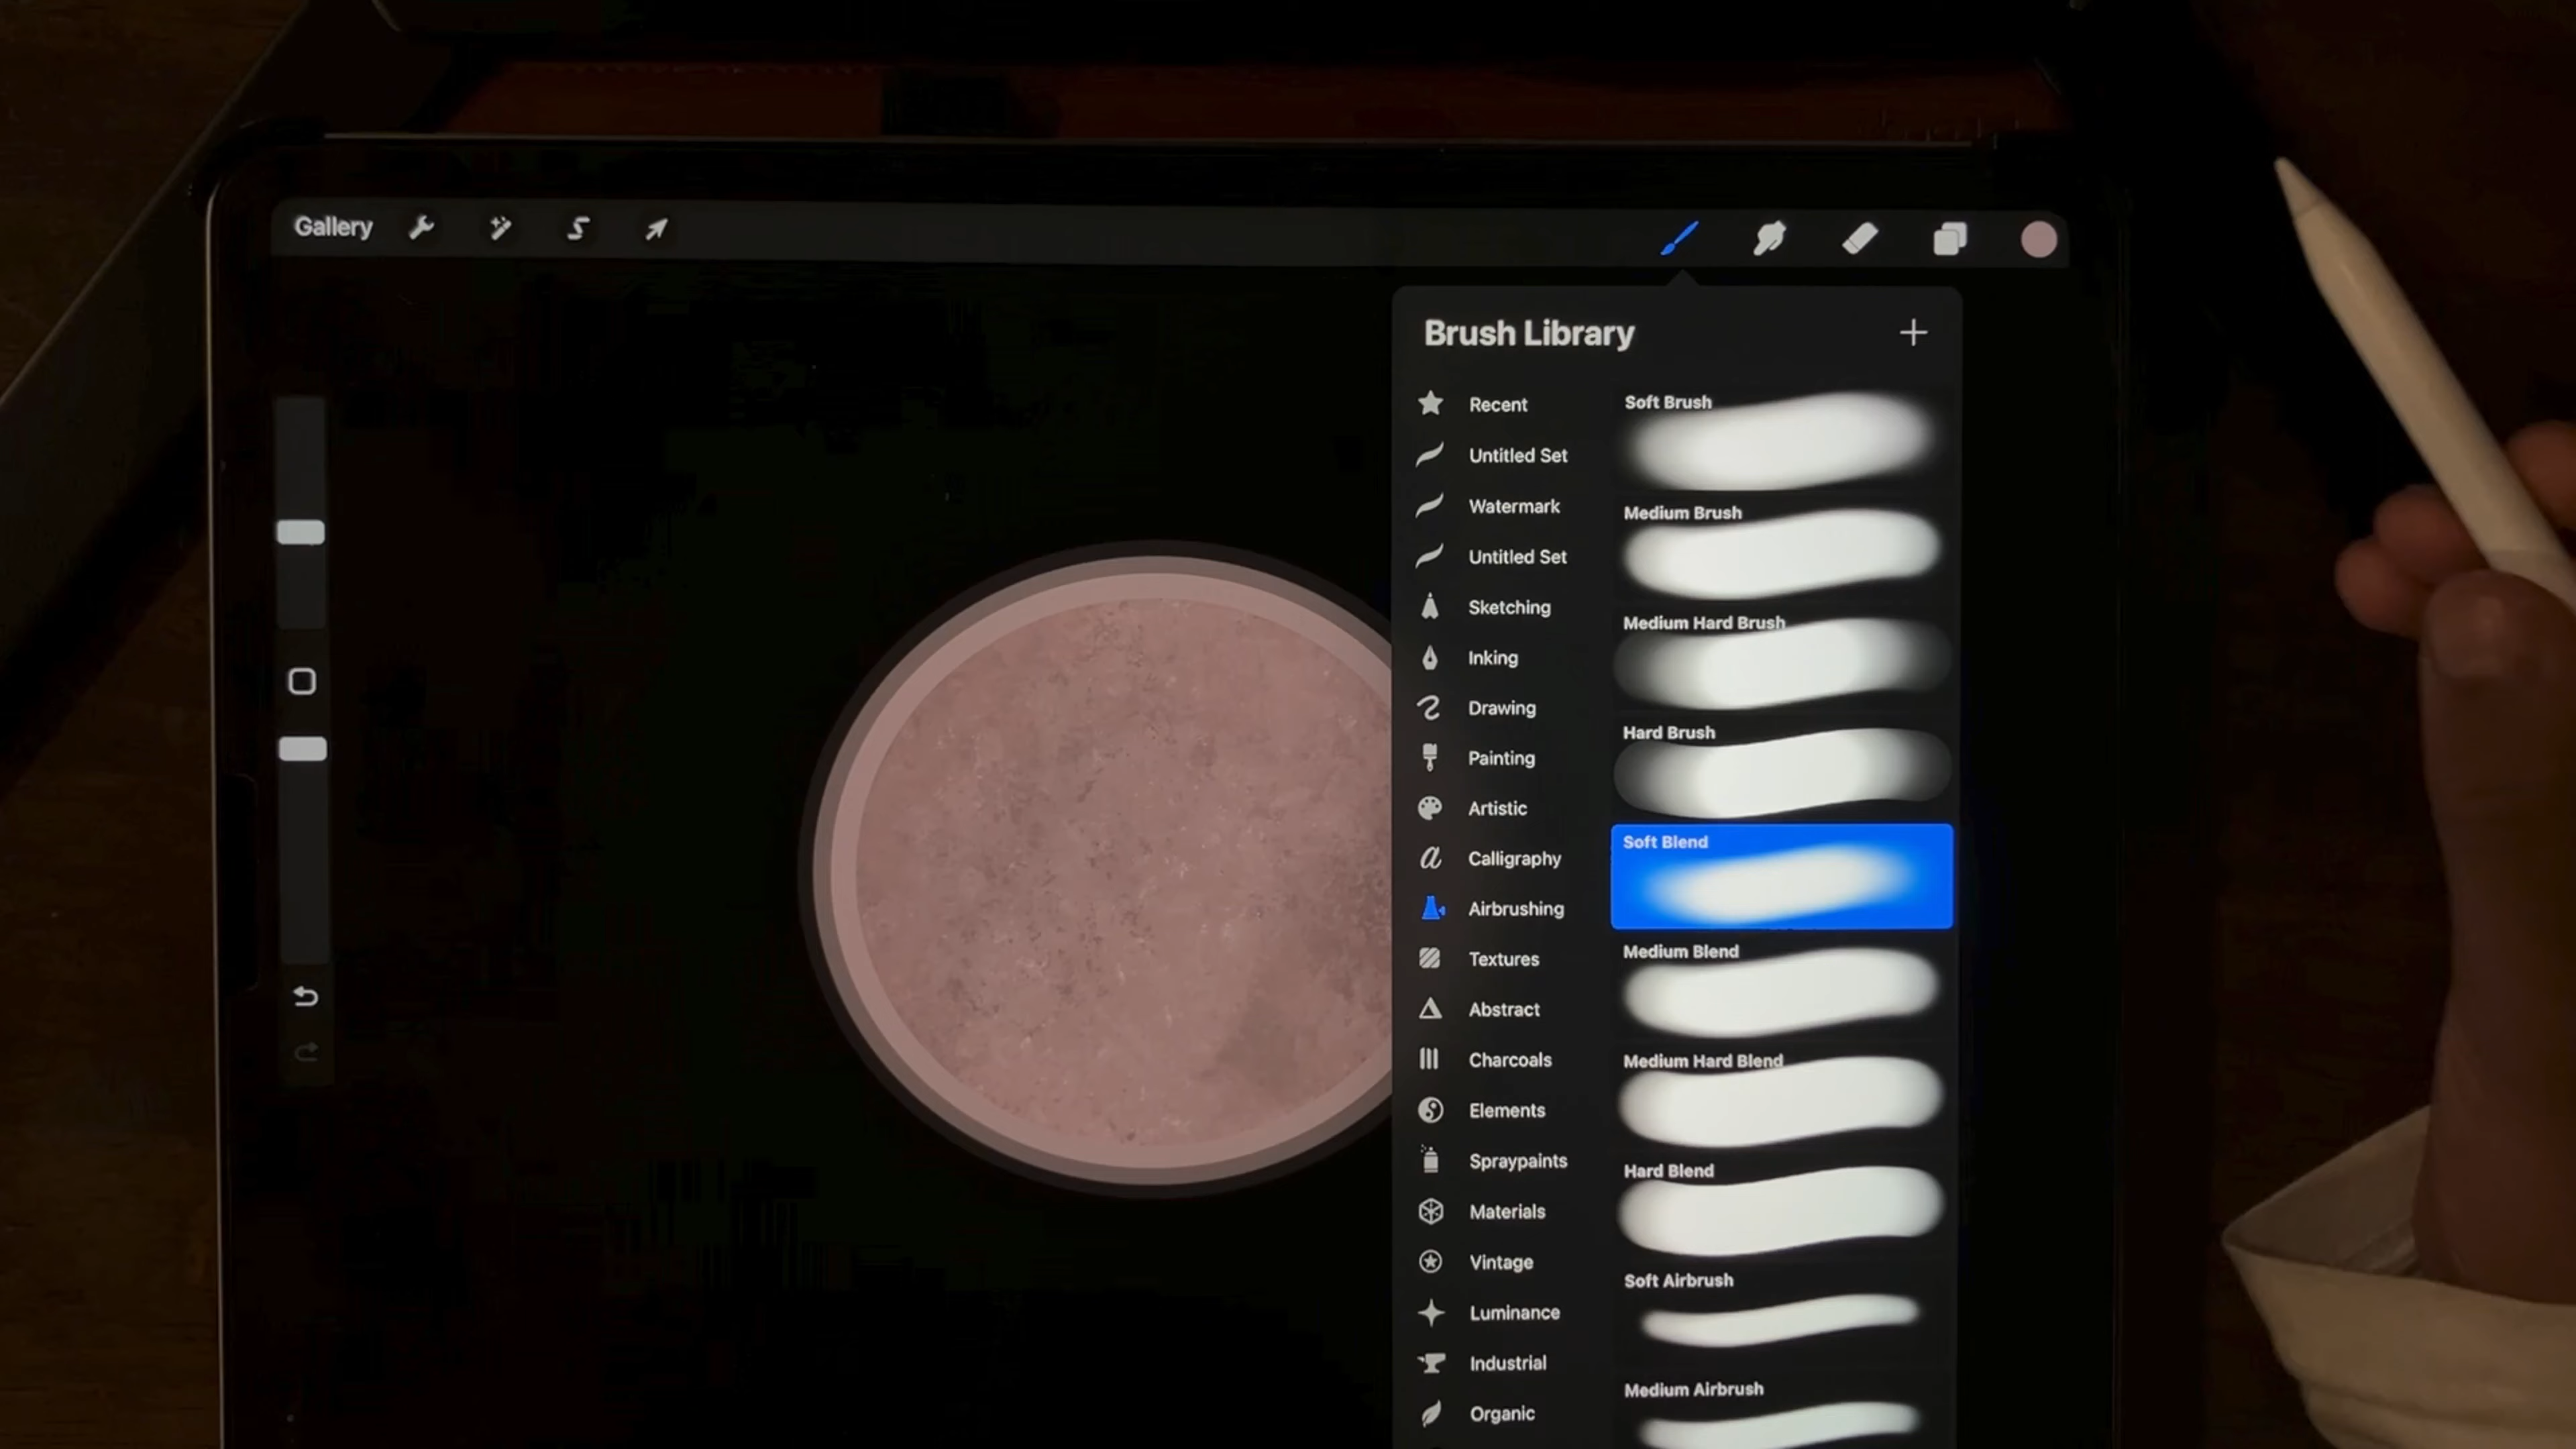 Gallery
Brush Library
Recent
Untitled Set
Watermark
Untitled Set
Sketching
Inking
Drawing
Painting
Artistic
Calligraphy
Airbrushing
Textures
Abstract
Charcoals
Elements
Spraypaints
Materials
Vintage
Luminance
Industrial
Organic
Soft Brush
Medium Brush
Medium Hard Brush
Hard Brush
Soft Blend
Medium Blend
Medium Hard Blend
Hard Blend
Soft Airbrush
Medium Airbrush